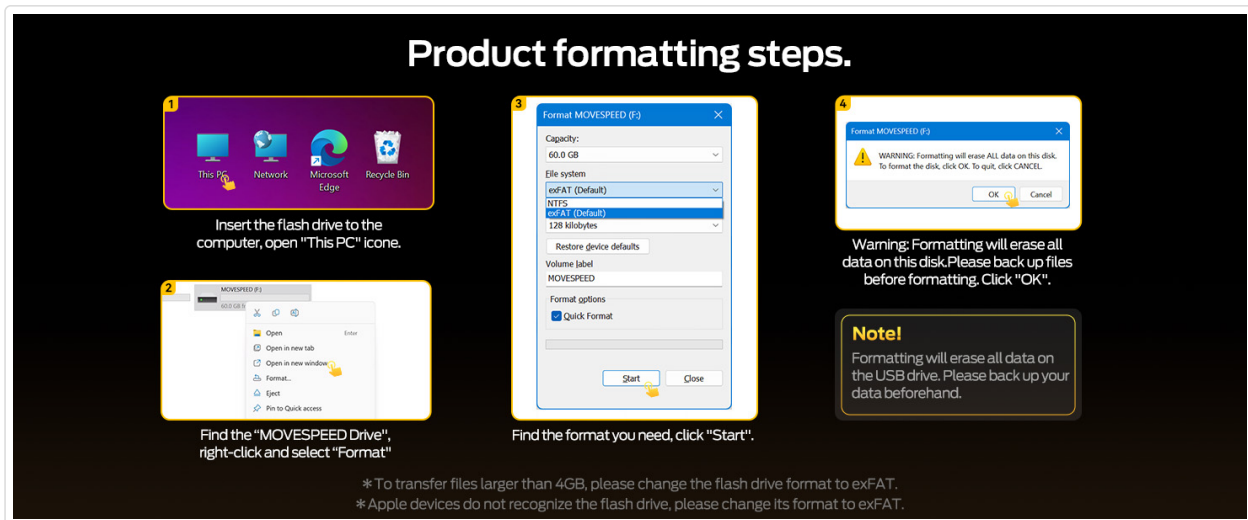 Product formatting steps.
1
This PC
Network
Microsoft
Edge
Recycle Bin
Insert the flash drive to the
computer, open "This PC" icone.
2
MOVESPEED (F:)
Open
Enter
Open in new tab
Open in new window
Format...
Eject
Pin to Quick access
Find the “MOVESPEED Drive”,
right-click and select “Format”
3
Format MOVESPEED (F:)
Capacity:
60.0 GB
File system
exFAT (Default)
NTFS
exFAT (Default)
128 kilobytes
Restore device defaults
Volume label
MOVESPEED
Format options
Quick Format
Start
Close
Find the format you need, click "Start".
4
Format MOVESPEED (F:)
WARNING: Formatting will erase ALL data on this disk.
To format the disk, click OK. To quit, click CANCEL.
OK
Cancel
Warning: Formatting will erase all
data on this disk.Please back up files
before formatting. Click "OK".
Note!
Formatting will erase all data on
the USB drive. Please back up your
data beforehand.
*To transfer files larger than 4GB, please change the flash drive format to exFAT.
*Apple devices do not recognize the flash drive, please change its format to exFAT.